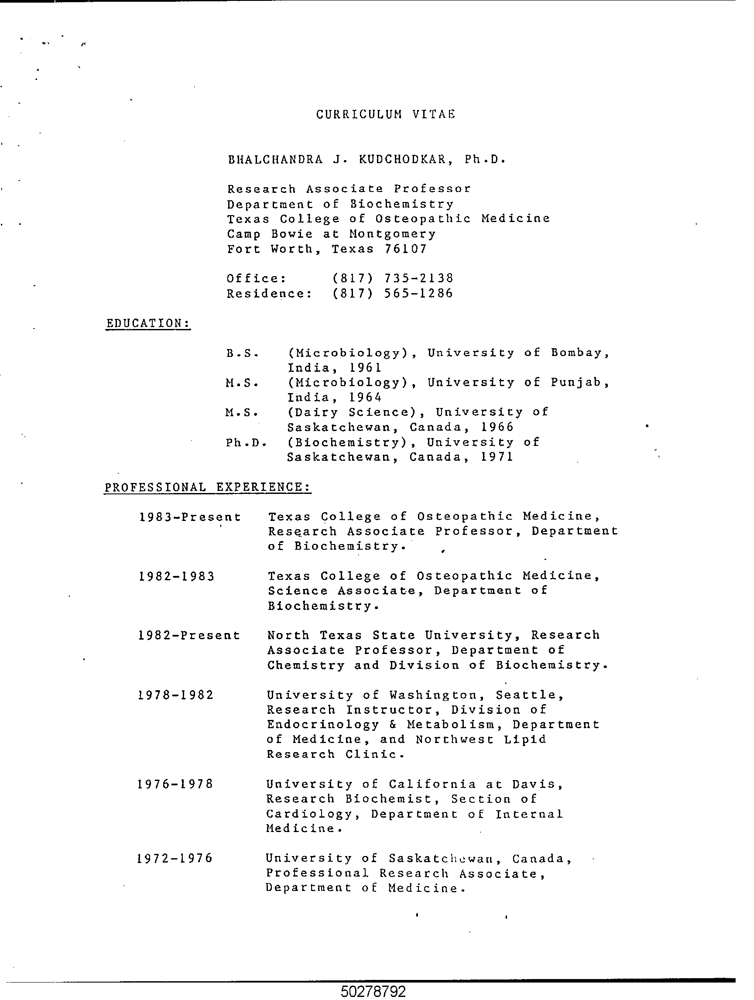 CURRICULUM VITAE
BHALCHANDRA J. KUDCHODKAR, Ph.D.
Research Associate Professor
Department of Biochemistry
Texas College of Osteopathic Medicine
Camp Bowie at Montgomery
Fort Worth, Texas 76107
Office: (817) 735-2138
Residence: (817) 565-1286
EDUCATION:
B.S. (Microbiology), University of Bombay,
India, 1961
M.S. (Microbiology), University of Punjab,
India, 1964
M.S. (Dairy Science), University of
Saskatchewan, Canada, 1966
Ph.D. (Biochemistry), University of
Saskatchewan, Canada, 1971
PROFESSIONAL EXPERIENCE:
1983-Present Texas College of Osteopathic Medicine,
Research Associate Professor, Department
of Biochemistry.
1982-1983 Texas College of Osteopathic Medicine,
Science Associate, Department of
Biochemistry.
1982-Present North Texas State University, Research
Associate Professor, Department of
Chemistry and Division of Biochemistry.
1978-1982 University of Washington, Seattle,
Research Instructor, Division of
Endocrinology & Metabolism, Department
of Medicine, and Northwest Lipid
Research Clinic.
1976-1978 University of California at Davis,
Research Biochemist, Section of
Cardiology, Department of Internal
Medicine.
1972-1976 University of Saskatchewan, Canada,
Professional Research Associate,
Department of Medicine.
50278792